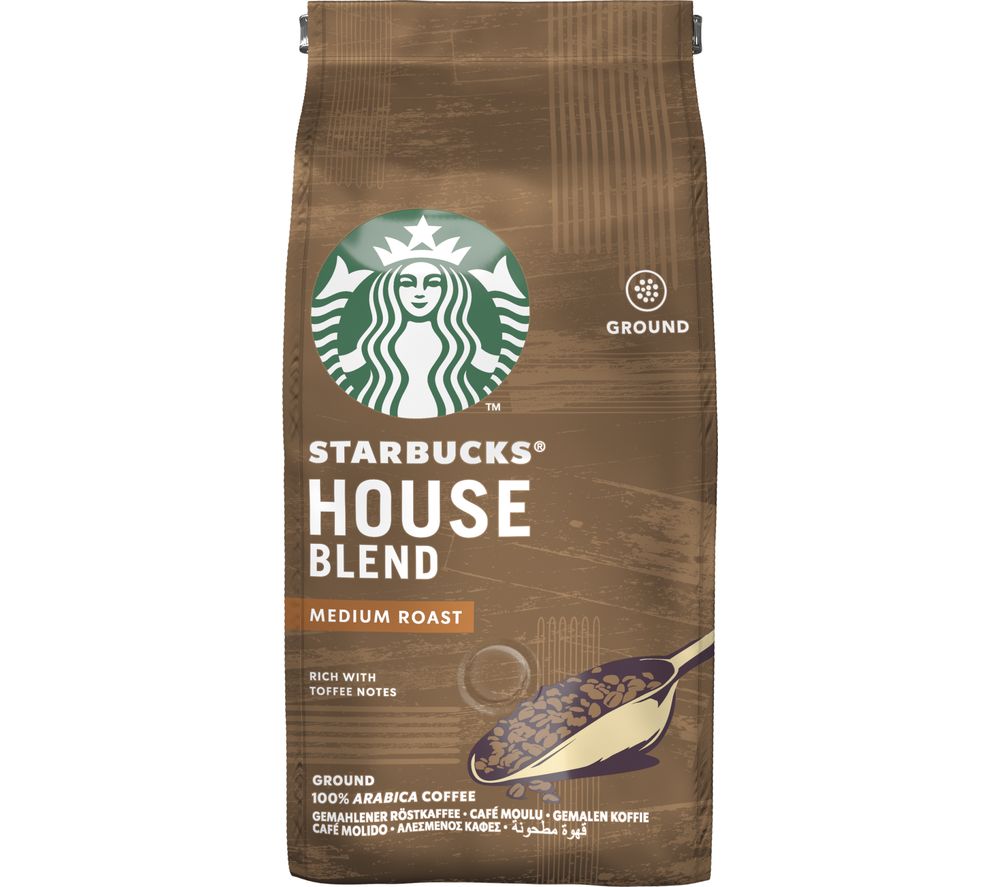 GROUND
™
STARBUCKS®
HOUSE
BLEND
MEDIUM ROAST
RICH WITH
TOFFEE NOTES
GROUND
100% ARABICA COFFEE
GEMAHLENER RÖSTKAFFEE • CAFÉ MOULU • GEMALEN KOFFIE
CAFÉ MOLIDO • ΑΛΕΣΜΕΝΟΣ ΚΑΦΕΣ • قهوة مطحونة